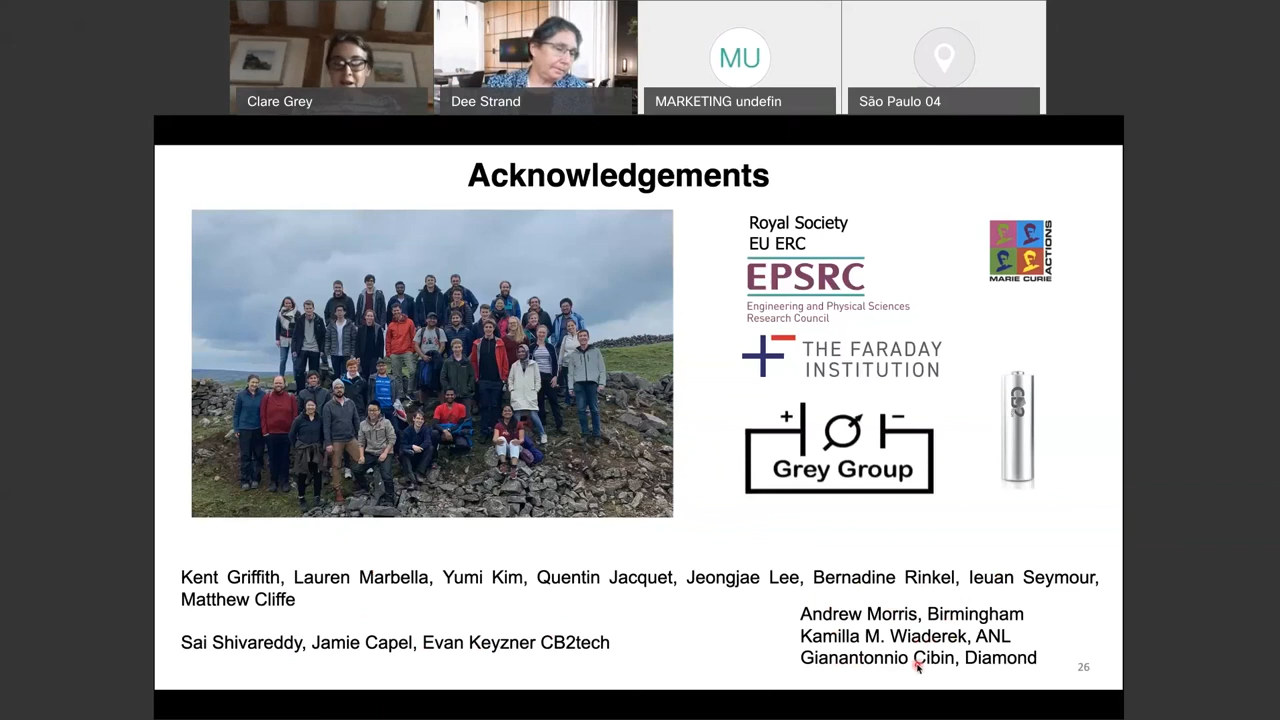 Clare Grey
Dee Strand
MU
MARKETING undefin
São Paulo 04
Acknowledgements
Royal Society
EU ERC
EPSRC
Engineering and Physical Sciences
Research Council
MARIE CURIE
ACTIONS
THE FARADAY
INSTITUTION
+ −
Grey Group
CB2
Kent Griffith, Lauren Marbella, Yumi Kim, Quentin Jacquet, Jeongjae Lee, Bernadine Rinkel, Ieuan Seymour,
Matthew Cliffe
Sai Shivareddy, Jamie Capel, Evan Keyzner CB2tech
Andrew Morris, Birmingham
Kamilla M. Wiaderek, ANL
Gianantonnio Cibin, Diamond
26